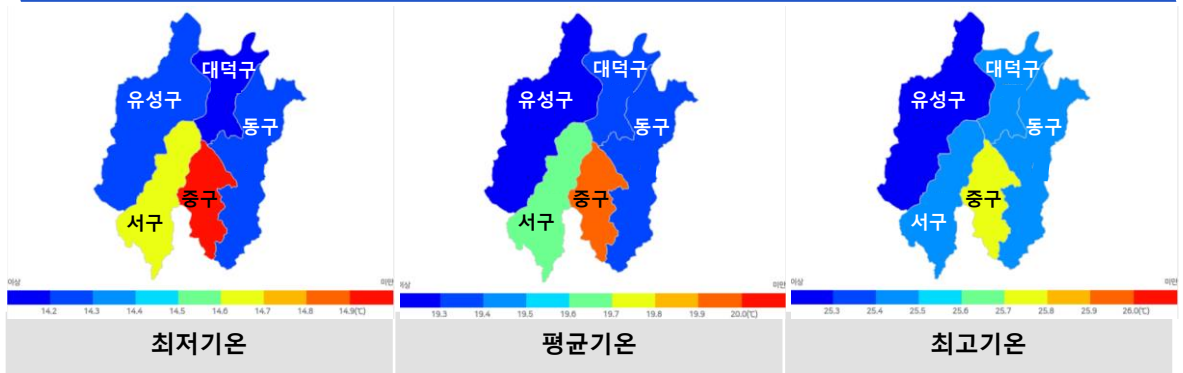 대덕구
유성구
동구
중구
서구
이상
미만
14.2 14.3 14.4 14.5 14.6 14.7 14.8 14.9(℃)
최저기온
대덕구
유성구
동구
중구
서구
이상
미만
19.3 19.4 19.5 19.6 19.7 19.8 19.9 20.0(℃)
평균기온
대덕구
유성구
동구
중구
서구
이상
미만
25.3 25.4 25.5 25.6 25.7 25.8 25.9 26.0(℃)
최고기온